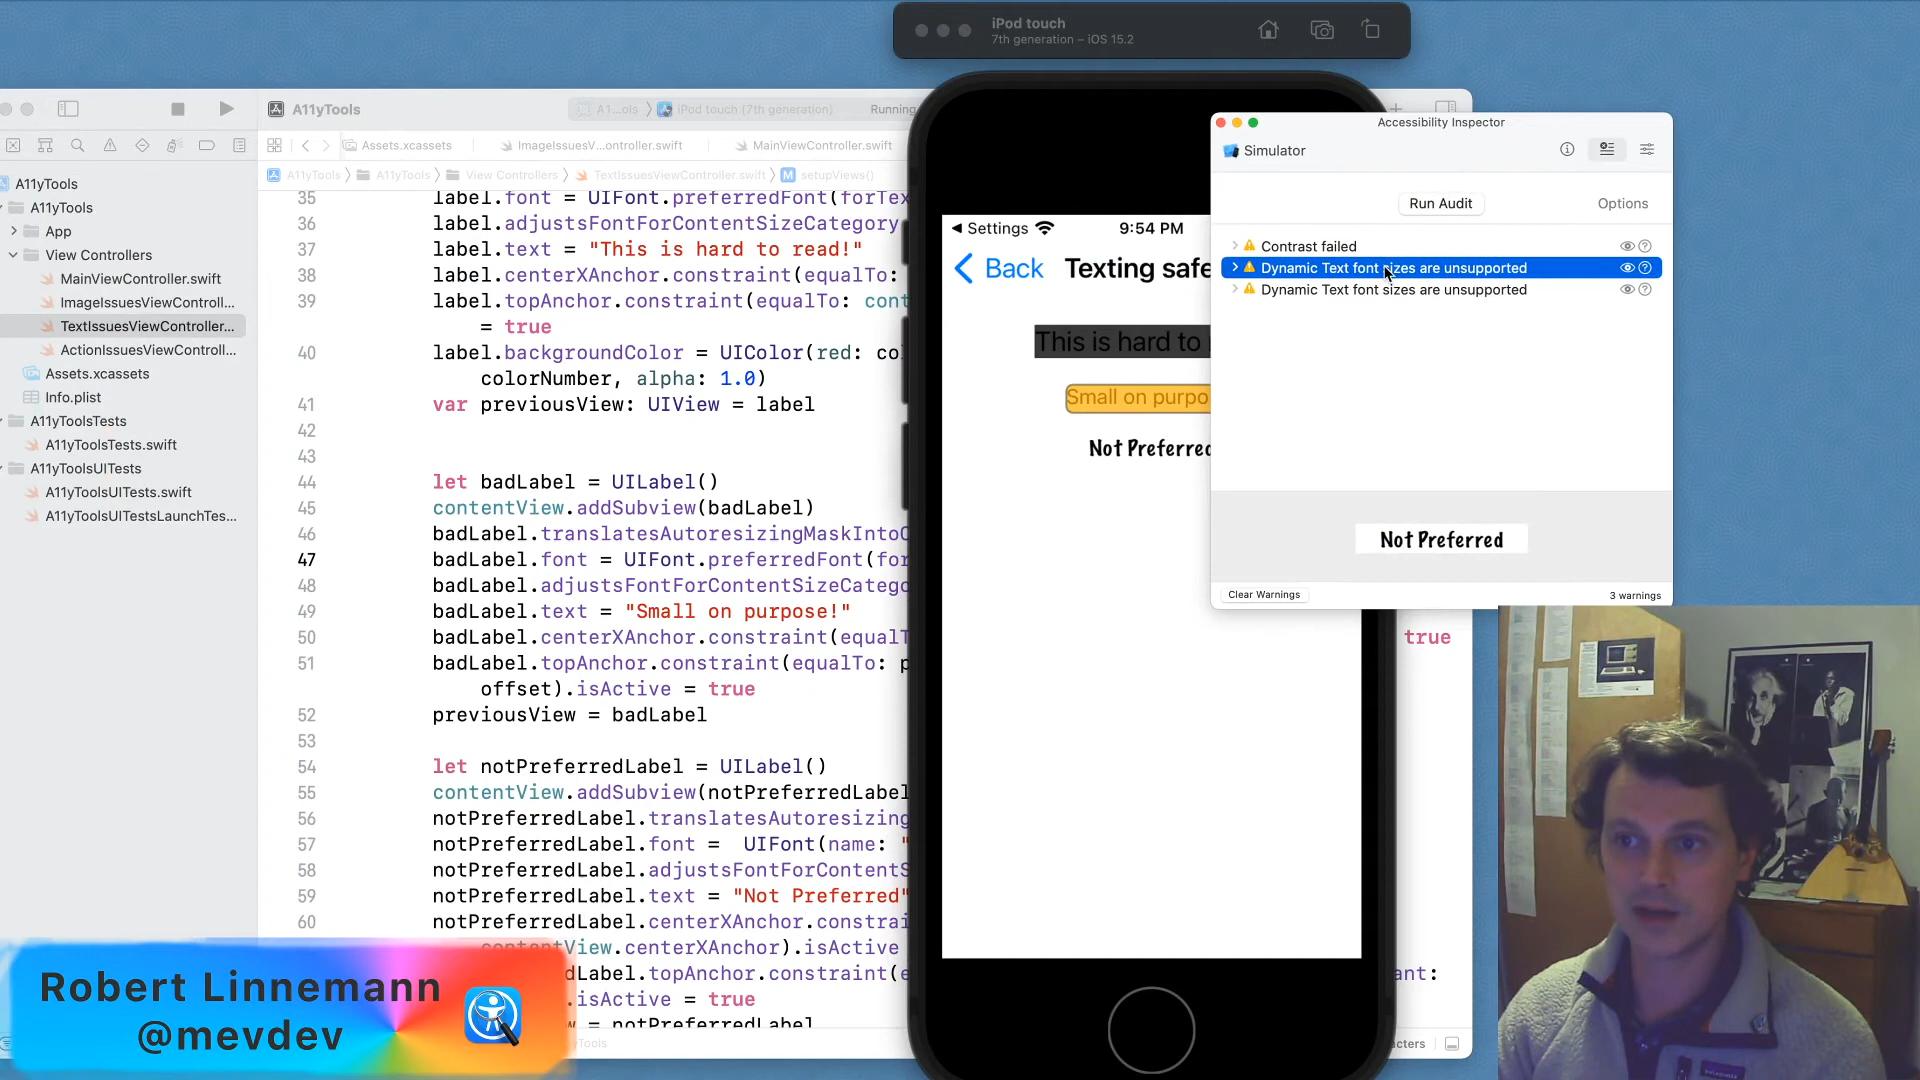 iPod touch
7th generation – iOS 15.2
A11yTools
A1...ols
iPod touch (7th generation)
Running
Assets.xcassets
ImageIssuesV...ontroller.swift
MainViewController.swift
A11yTools
A11yTools
View Controllers
TextIssuesViewController.swift
M
setupViews()
A11yTools
A11yTools
App
View Controllers
MainViewController.swift
ImageIssuesViewControll...
TextIssuesViewController...
ActionIssuesViewControll...
Assets.xcassets
Info.plist
A11yToolsTests
A11yToolsTests.swift
A11yToolsUITests
A11yToolsUITests.swift
A11yToolsUITestsLaunchTes...
35 label.font = UIFont.preferredFont(forTex
36 label.adjustsFontForContentSizeCategory
37 label.text = "This is hard to read!"
38 label.centerXAnchor.constraint(equalTo:
39 label.topAnchor.constraint(equalTo: cont
= true
40 label.backgroundColor = UIColor(red: co
colorNumber, alpha: 1.0)
41 var previousView: UIView = label
42
43
44 let badLabel = UILabel()
45 contentView.addSubview(badLabel)
46 badLabel.translatesAutoresizingMaskIntoC
47 badLabel.font = UIFont.preferredFont(for
48 badLabel.adjustsFontForContentSizeCatego
49 badLabel.text = "Small on purpose!"
50 badLabel.centerXAnchor.constraint(equalT true
51 badLabel.topAnchor.constraint(equalTo: p
offset).isActive = true
52 previousView = badLabel
53
54 let notPreferredLabel = UILabel()
55 contentView.addSubview(notPreferredLabel
56 notPreferredLabel.translatesAutoresizing
57 notPreferredLabel.font = UIFont(name: "
58 notPreferredLabel.adjustsFontForContentS
59 notPreferredLabel.text = "Not Preferred"
60 notPreferredLabel.centerXAnchor.constrai
contentView.centerXAnchor).isActive
dLabel.topAnchor.constraint(e ant:
.isActive = true
w = notPreferredLabel
Tools
acters
Settings
9:54 PM
Back
Texting safe
This is hard to
Small on purpo
Not Preferred
Accessibility Inspector
Simulator
Run Audit
Options
Contrast failed
Dynamic Text font sizes are unsupported
Dynamic Text font sizes are unsupported
Not Preferred
Clear Warnings
3 warnings
Robert Linnemann
@mevdev